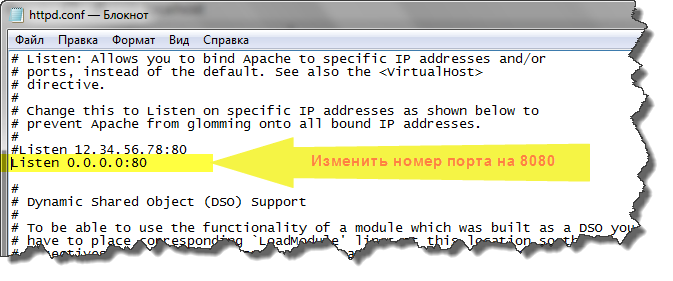 httpd.conf — Блокнот
Файл Правка Формат Вид Справка
# Listen: Allows you to bind Apache to specific IP addresses and/or
# ports, instead of the default. See also the <VirtualHost>
# directive.
#
# Change this to Listen on specific IP addresses as shown below to
# prevent Apache from glomming onto all bound IP addresses.
#
#Listen 12.34.56.78:80
Listen 0.0.0.0:80
Изменить номер порта на 8080
#
# Dynamic Shared Object (DSO) Support
#
# To be able to use the functionality of a module which was built as a DSO you
# have to place corresponding `LoadModule' at this location so